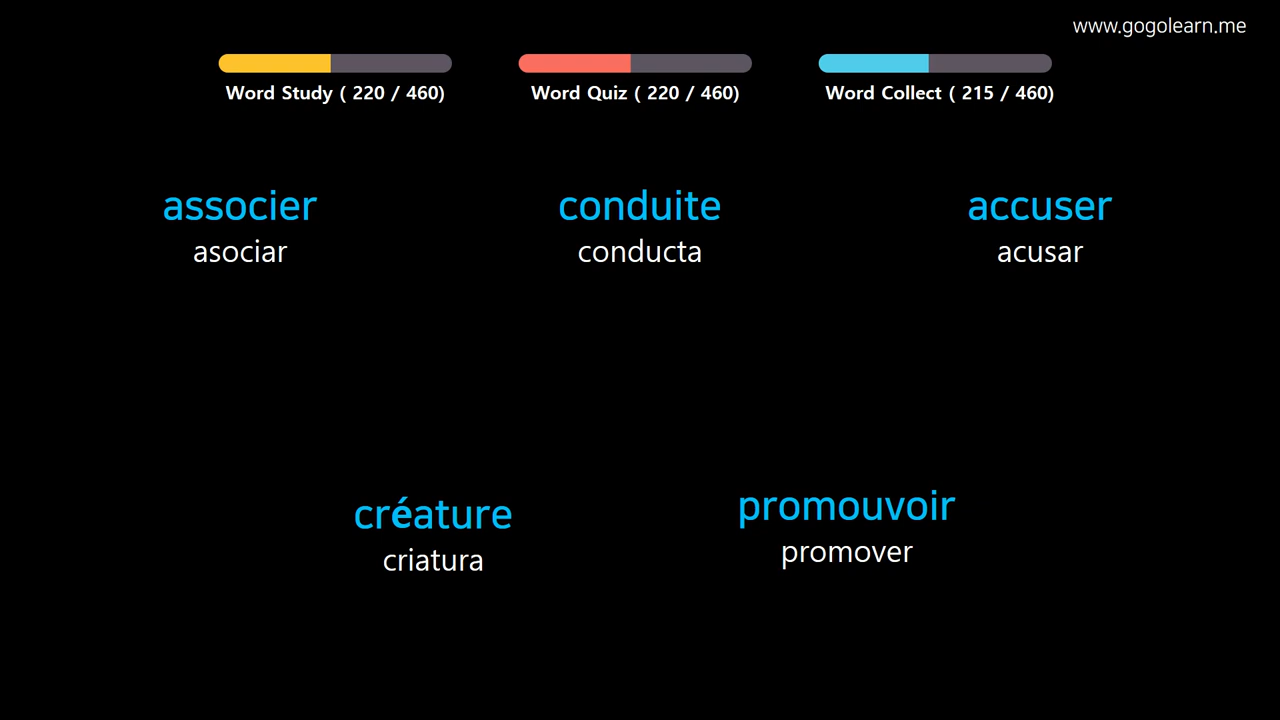 www.gogolearn.me
Word Study ( 220 / 460)
Word Quiz ( 220 / 460)
Word Collect ( 215 / 460)
associer
asociar
conduite
conducta
accuser
acusar
créature
criatura
promouvoir
promover